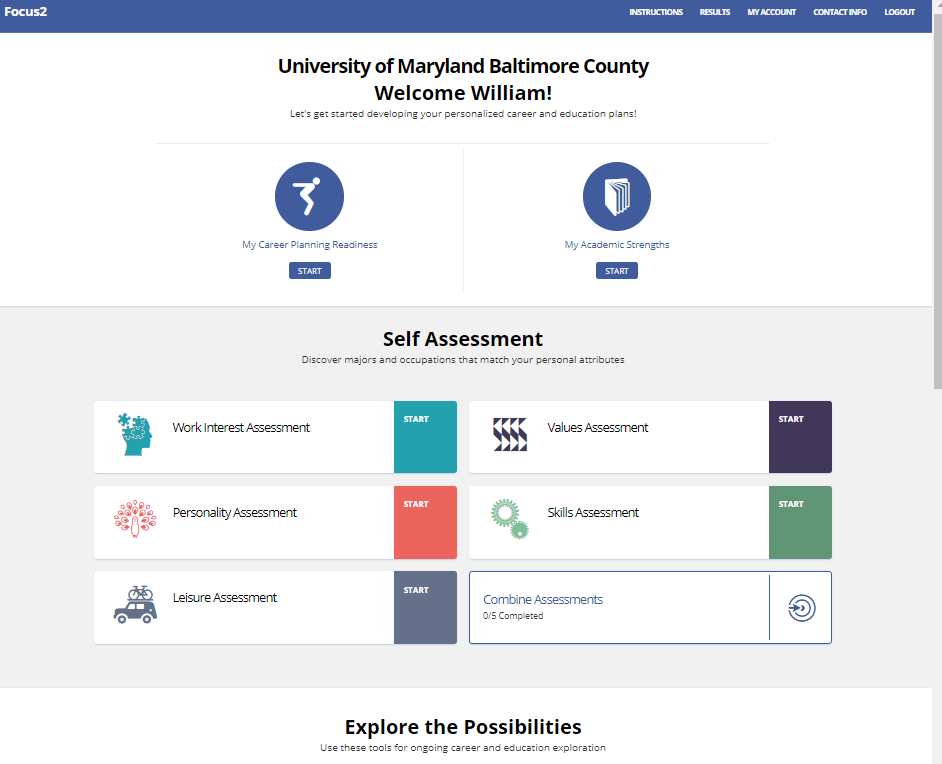 Focus2
INSTRUCTIONS RESULTS MY ACCOUNT CONTACT INFO LOGOUT
University of Maryland Baltimore County
Welcome William!
Let's get started developing your personalized career and education plans!
My Career Planning Readiness
START
My Academic Strengths
START
Self Assessment
Discover majors and occupations that match your personal attributes
Work Interest Assessment
START
Values Assessment
START
Personality Assessment
START
Skills Assessment
START
Leisure Assessment
START
Combine Assessments
0/5 Completed
Explore the Possibilities
Use these tools for ongoing career and education exploration